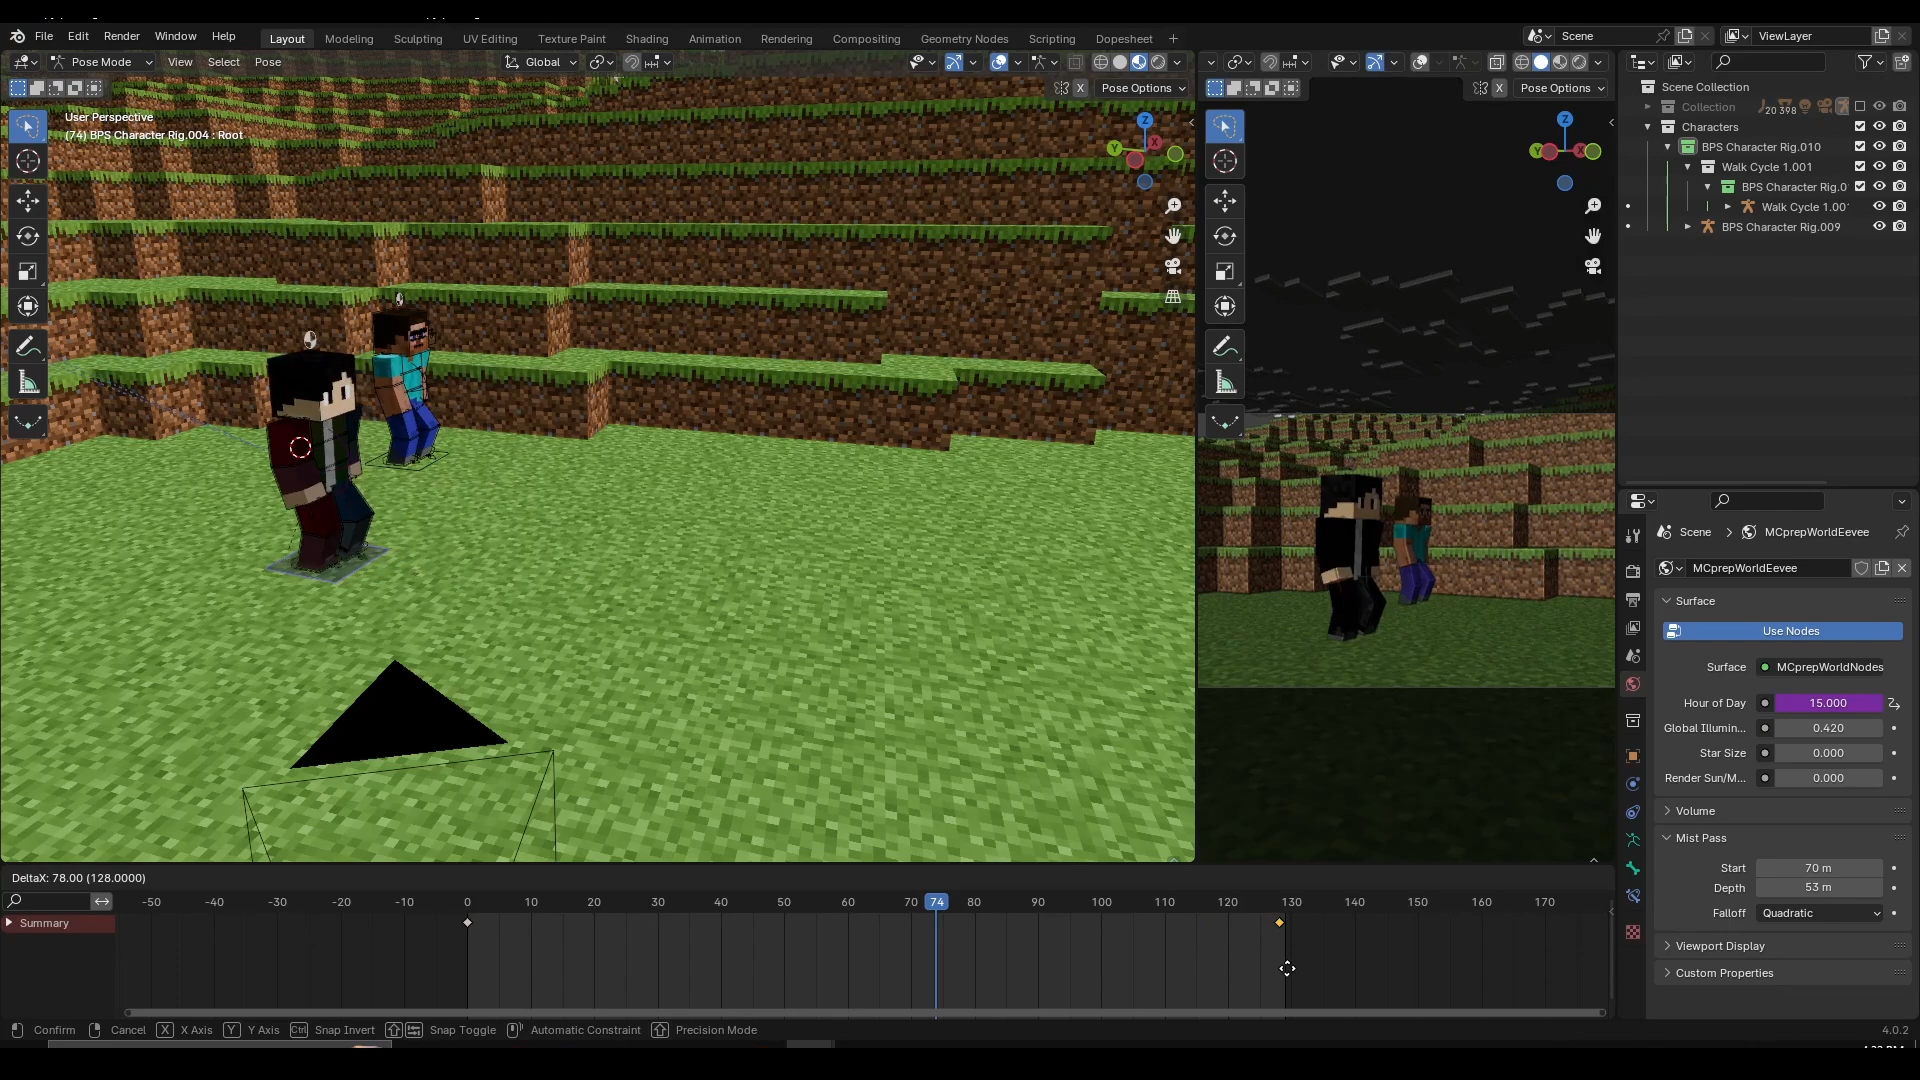 File Edit Render Window Help Layout Modeling Sculpting UV Editing Texture Paint Shading Animation Rendering Compositing Geometry Nodes Scripting Dopesheet + Scene ViewLayer
Pose Mode View Select Pose Global
X Pose Options X Pose Options
User Perspective
(74) BPS Character Rig.004 : Root
Z
Y X
Z
Y X
Scene Collection
Collection 20 398
Characters
BPS Character Rig.010
Walk Cycle 1.001
BPS Character Rig.0
Walk Cycle 1.00
BPS Character Rig.009
Scene > MCprepWorldEevee
MCprepWorldEevee
Surface
Use Nodes
Surface MCprepWorldNodes
Hour of Day 15.000
Global Illumin... 0.420
Star Size 0.000
Render Sun/M... 0.000
Volume
Mist Pass
Start 70 m
Depth 53 m
Falloff Quadratic
Viewport Display
Custom Properties
DeltaX: 78.00 (128.0000)
-50 -40 -30 -20 -10 0 10 20 30 40 50 60 70 74 80 90 100 110 120 130 140 150 160 170
Summary
Confirm Cancel X X Axis Y Y Axis Ctrl Snap Invert Snap Toggle Automatic Constraint Precision Mode 4.0.2